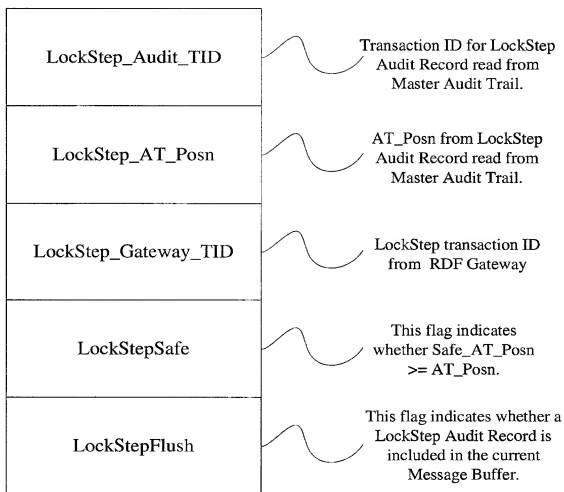 LockStep_Audit_TID
Transaction ID for LockStep
Audit Record read from
Master Audit Trail.
LockStep_AT_Posn
AT_Posn from LockStep
Audit Record read from
Master Audit Trail.
LockStep_Gateway_TID
LockStep transaction ID
from RDF Gateway
LockStepSafe
This flag indicates
whether Safe_AT_Posn
>= AT_Posn.
LockStepFlush
This flag indicates whether a
LockStep Audit Record is
included in the current
Message Buffer.